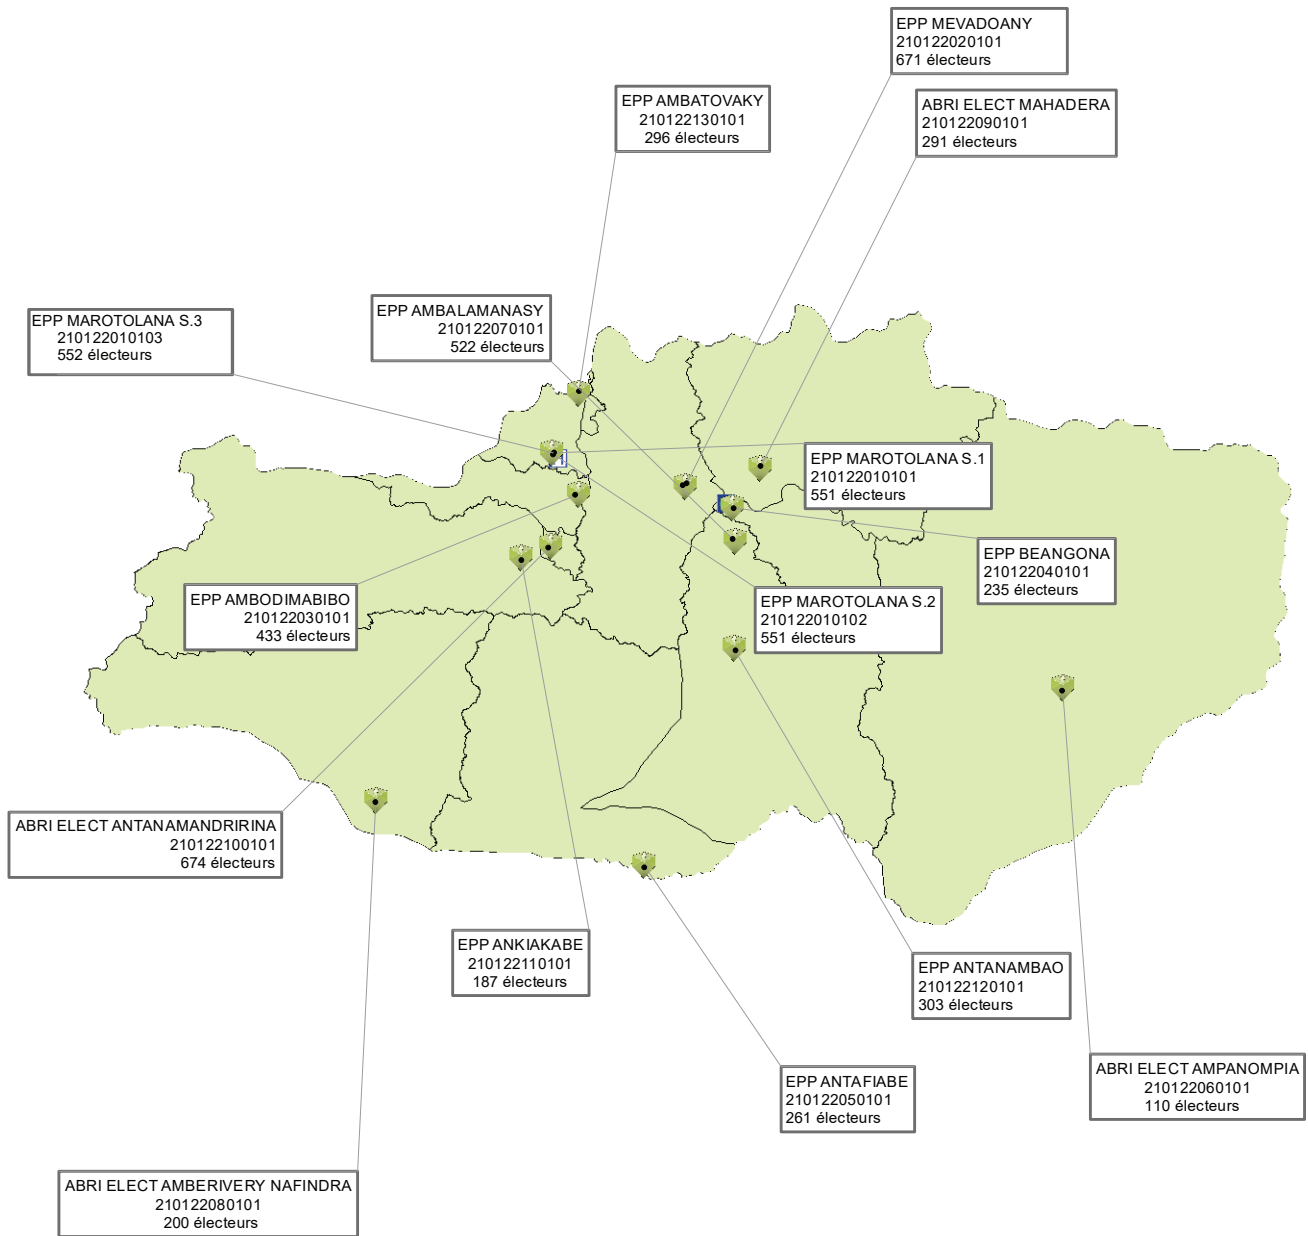 EPP MEVADOANY
210122020101
671 électeurs
EPP AMBATOVAKY
210122130101
296 électeurs
ABRI ELECT MAHADERA
210122090101
291 électeurs
EPP AMBALAMANASY
210122070101
522 électeurs
EPP MAROTOLANA S.3
210122010103
552 électeurs
EPP MAROTOLANA S.1
210122010101
551 électeurs
EPP BEANGONA
210122040101
235 électeurs
EPP AMBODIMABIBO
210122030101
433 électeurs
EPP MAROTOLANA S.2
210122010102
551 électeurs
ABRI ELECT ANTANAMANDRIRINA
210122100101
674 électeurs
EPP ANKIAKABE
210122110101
187 électeurs
EPP ANTANAMBAO
210122120101
303 électeurs
ABRI ELECT AMPANOMPIA
210122060101
110 électeurs
EPP ANTAFIABE
210122050101
261 électeurs
ABRI ELECT AMBERIVERY NAFINDRA
210122080101
200 électeurs